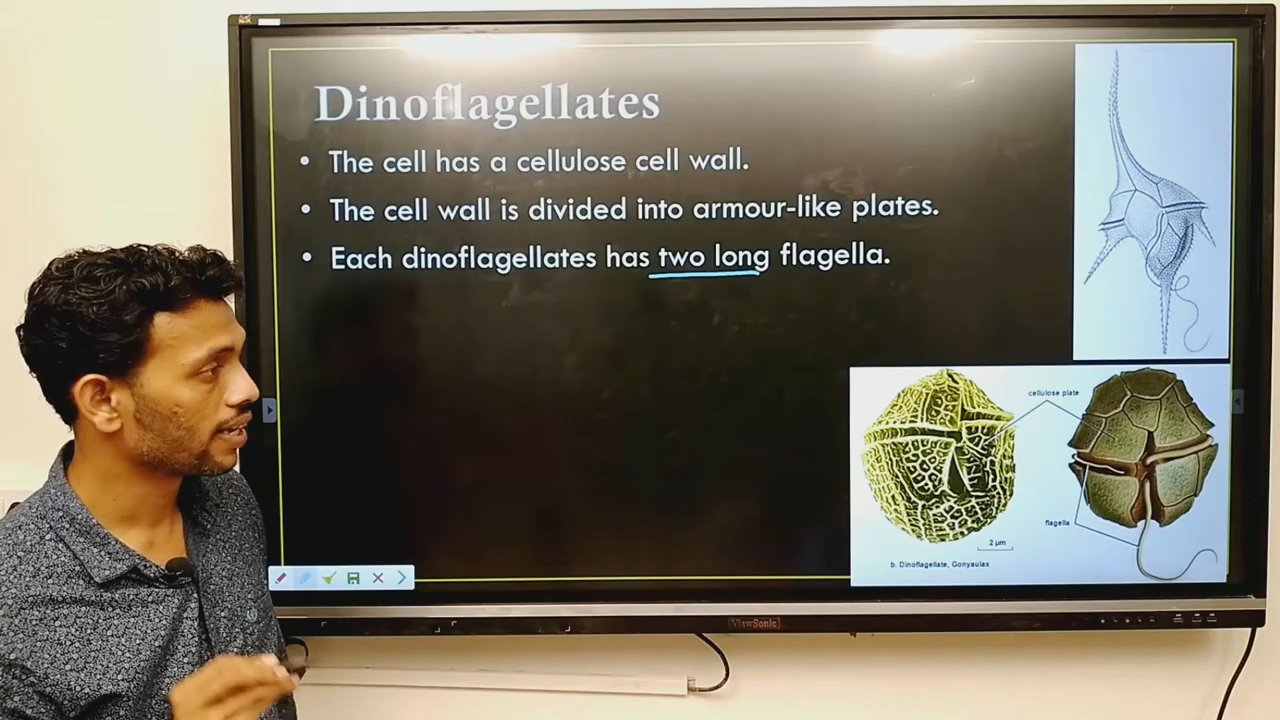 Dinoflagellates
• The cell has a cellulose cell wall.
• The cell wall is divided into armour-like plates.
• Each dinoflagellates has two long flagella.
cellulose plate
flagella
2 µm
b. Dinoflagellate, Gonyaulax
ViewSonic